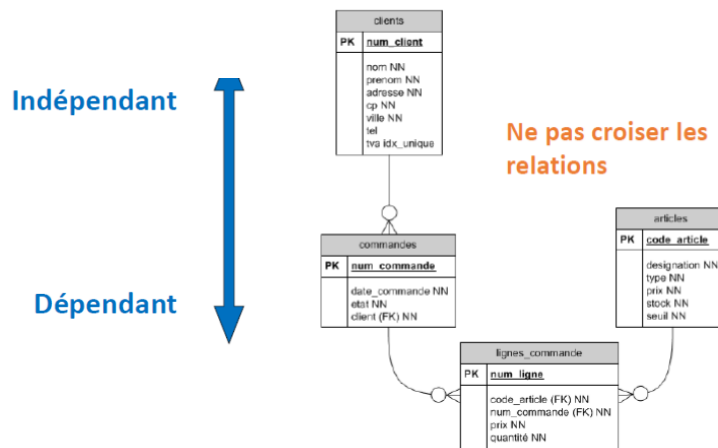 clients
PK num_client
nom NN
prenom NN
adresse NN
cp NN
ville NN
tel
tva idx_unique
Indépendant
Ne pas croiser les
relations
articles
PK code_article
designation NN
type NN
prix NN
stock NN
seuil NN
commandes
PK num_commande
date_commande NN
etat NN
client (FK) NN
Dépendant
lignes_commande
PK num_ligne
code_article (FK) NN
num_commande (FK) NN
prix NN
quantité NN